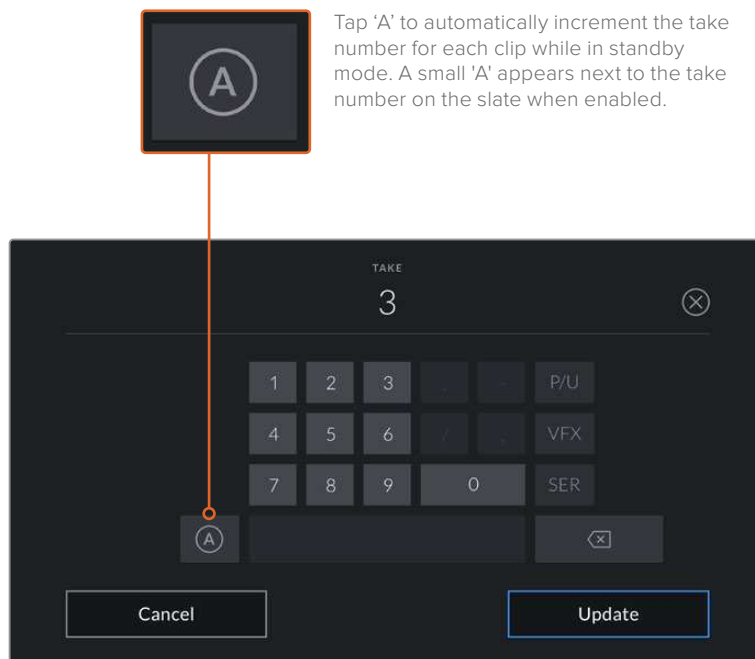 A
Tap ‘A’ to automatically increment the take
number for each clip while in standby
mode. A small 'A' appears next to the take
number on the slate when enabled.
TAKE
3
1 2 3 P/U
4 5 6 / VFX
7 8 9 0 SER
A
Cancel Update